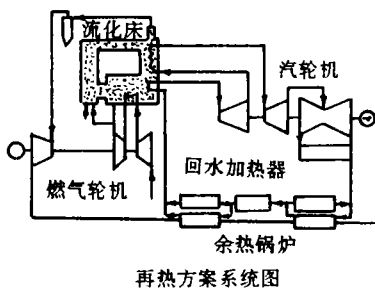 流化床
汽轮机
回水加热器
燃气轮机
余热锅炉
再热方案系统图